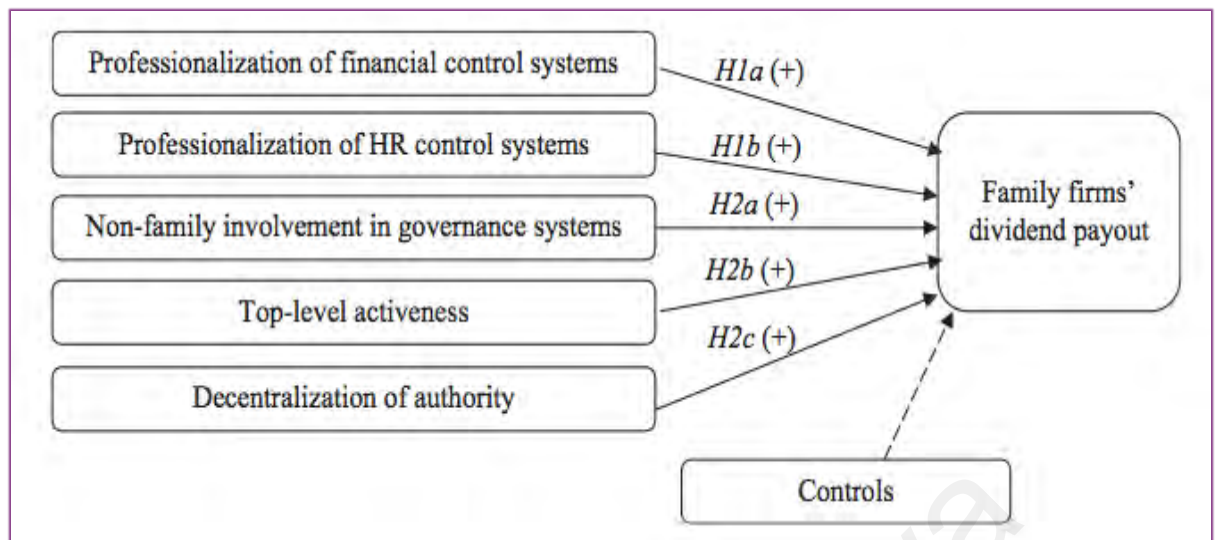 Professionalization of financial control systems
H1a (+)
Professionalization of HR control systems
H1b (+)
Non-family involvement in governance systems
H2a (+)
Top-level activeness
H2b (+)
Decentralization of authority
H2c (+)
Family firms’
dividend payout
Controls